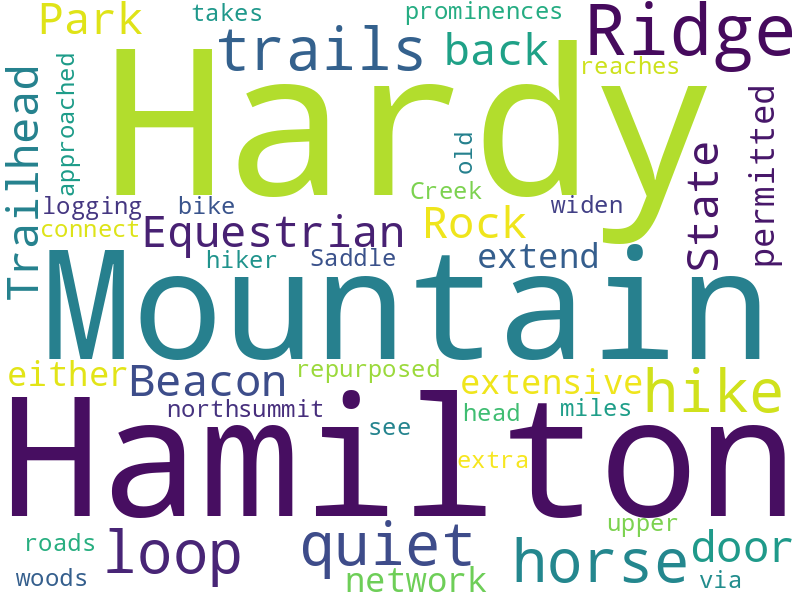 Park
takes
prominences
Ridge
trails
back
reaches
Hardy
Trailhead
approached
old
State
permitted
Creek
logging
bike
widen
connect
Equestrian
Rock
hiker
Saddle
extend
Mountain
either
Beacon
repurposed
extensive
hike
northsummit
see
head
miles
Hamilton
extra
roads
loop
quiet
upper
door
woods
network
horse
via